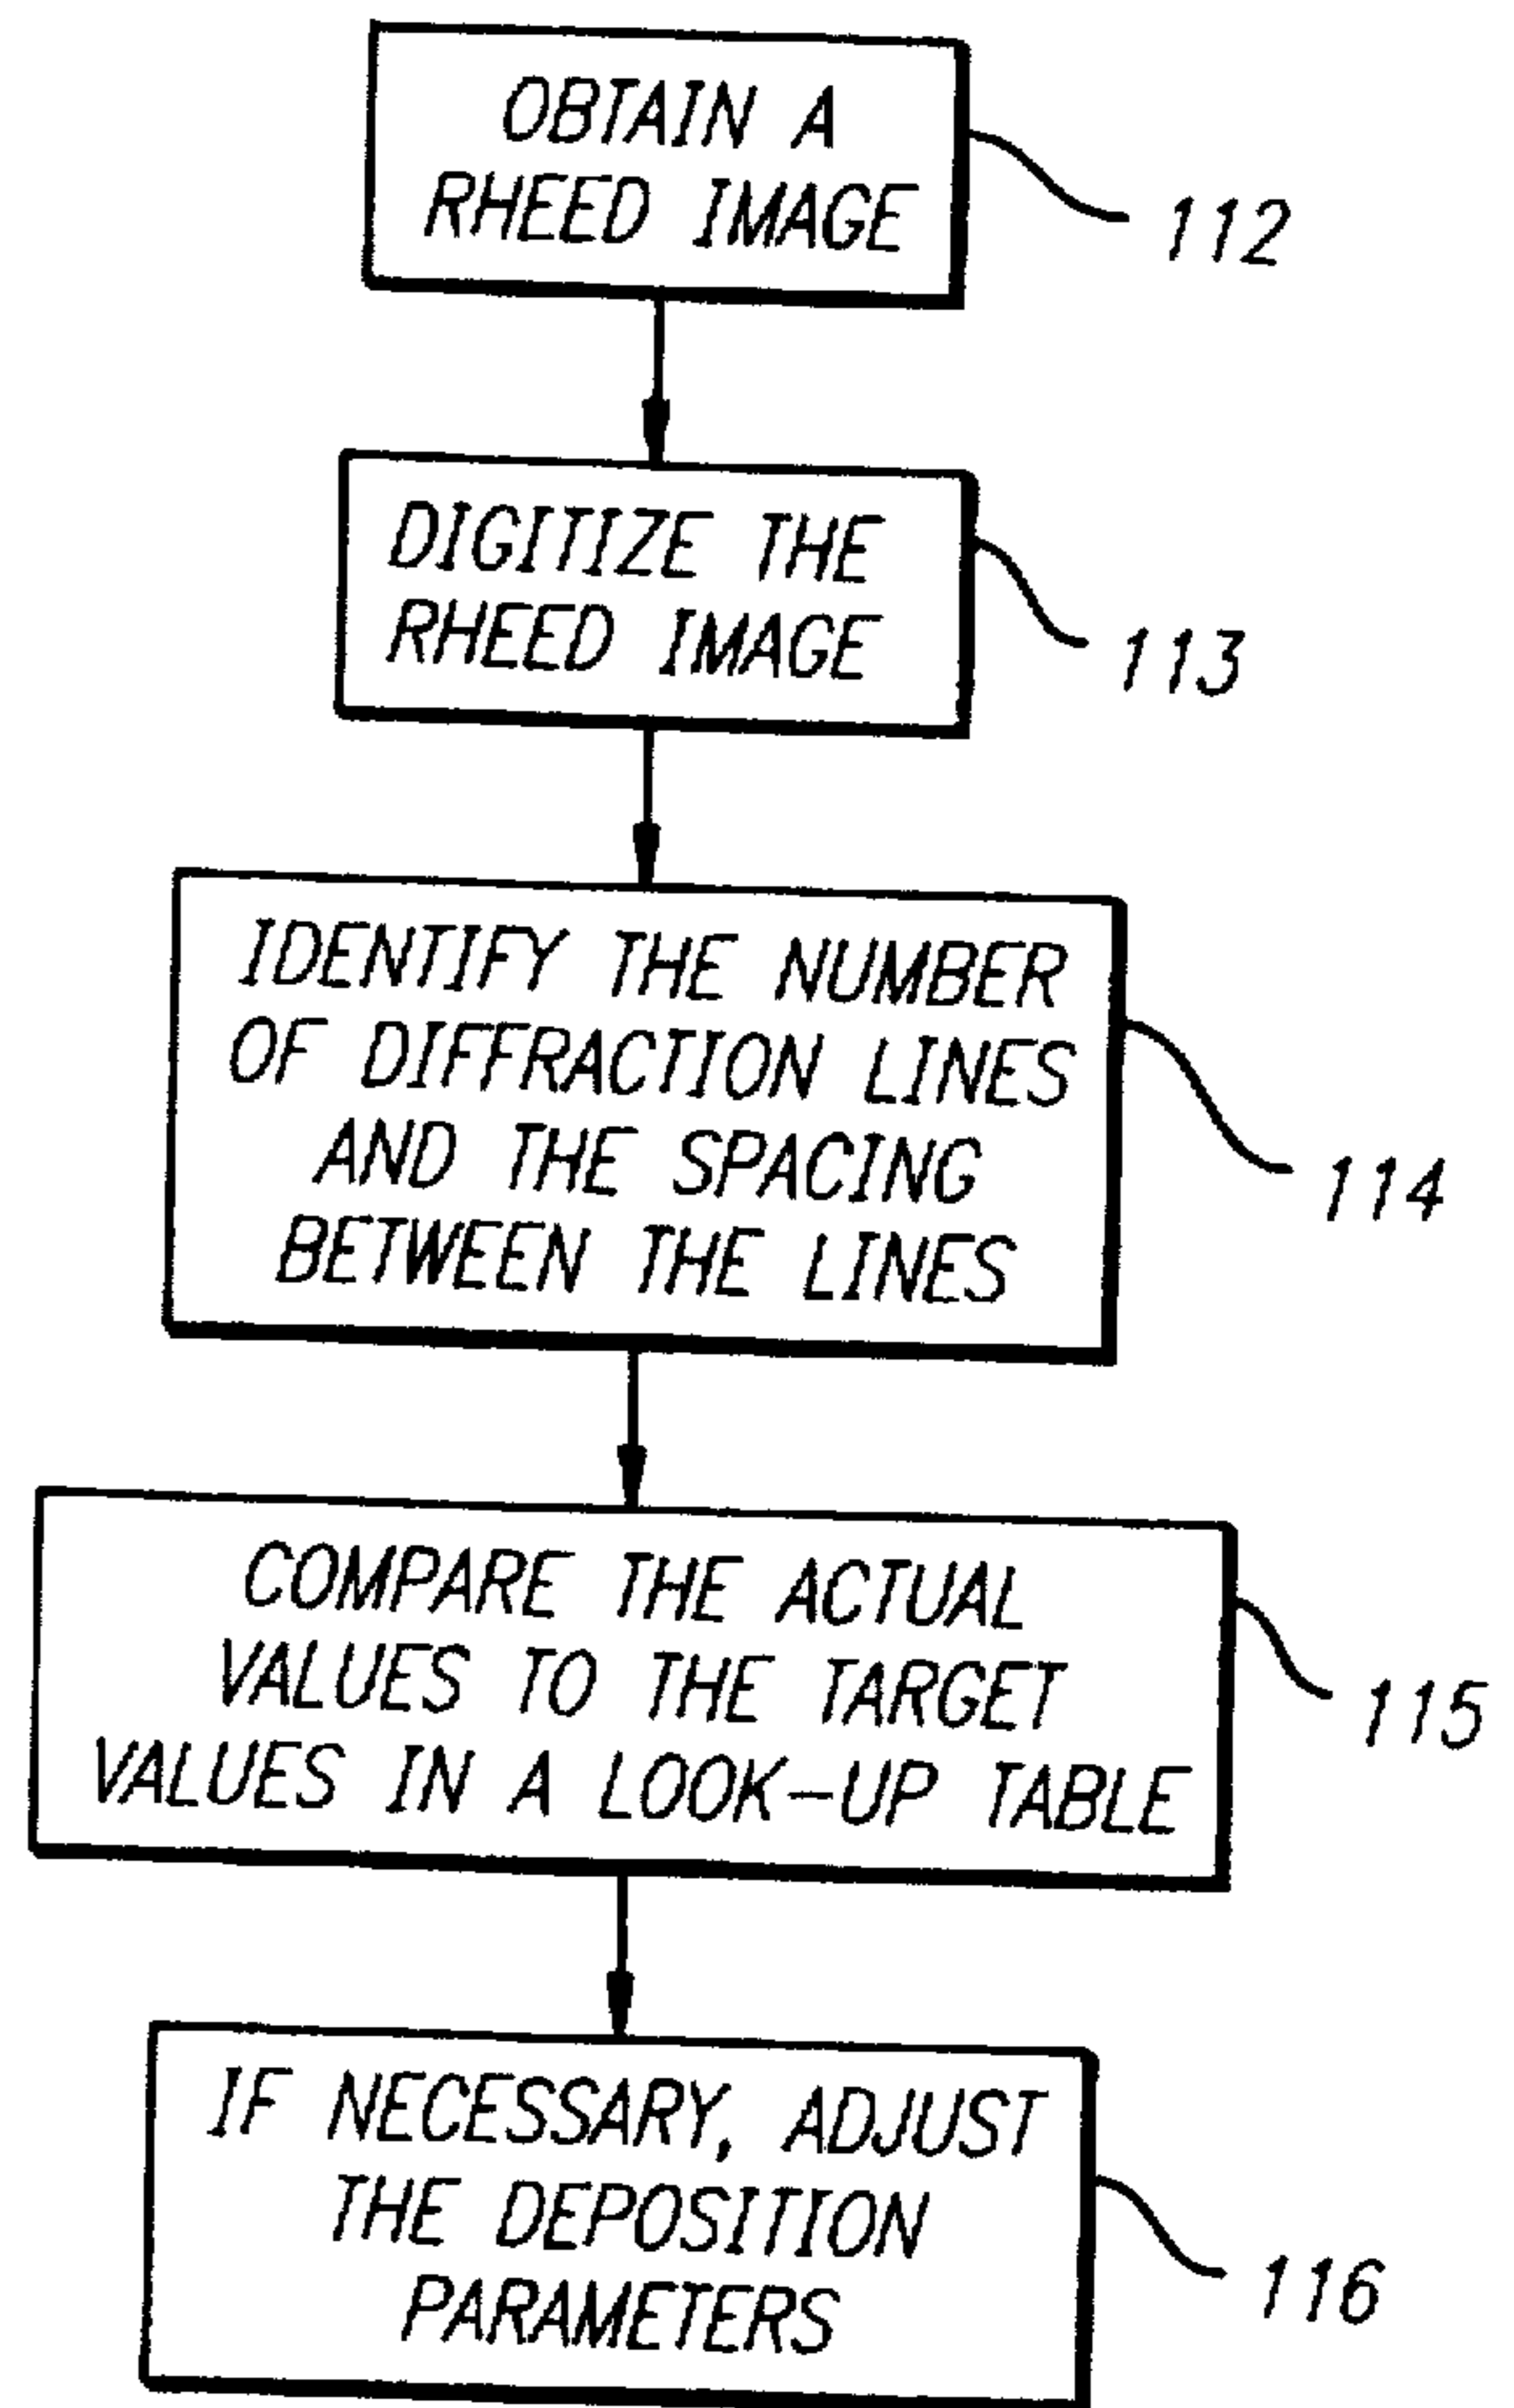 OBTAIN A
RHEED IMAGE
112
DIGITIZE THE
RHEED IMAGE
113
IDENTIFY THE NUMBER
OF DIFFRACTION LINES
AND THE SPACING
BETWEEN THE LINES
114
COMPARE THE ACTUAL
VALUES TO THE TARGET
VALUES IN A LOOK-UP TABLE
115
IF NECESSARY, ADJUST
THE DEPOSITION
PARAMETERS
116